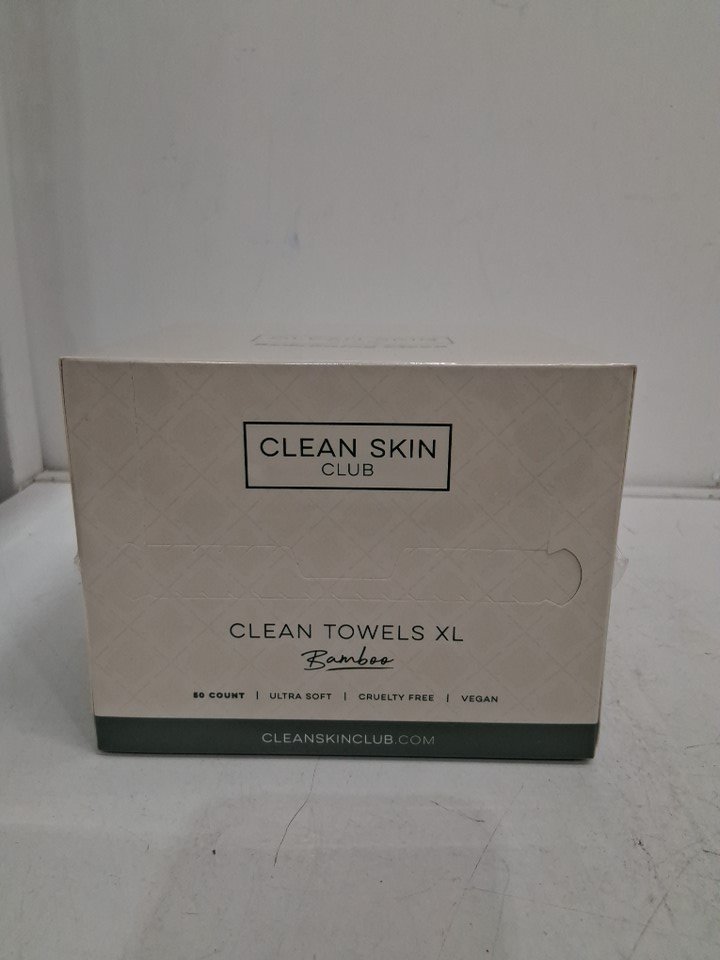 CLEAN SKIN
CLUB
CLEAN TOWELS XL
Bamboo
50 COUNT | ULTRA SOFT | CRUELTY FREE | VEGAN
CLEANSKINCLUB.COM